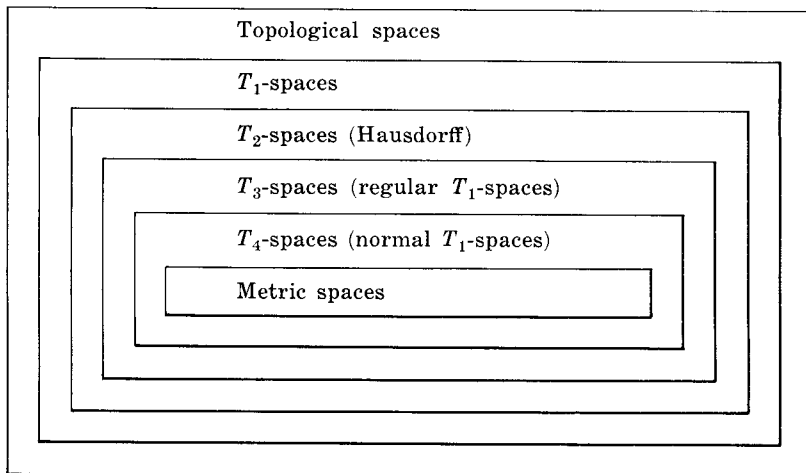 Topological spaces
T₁-spaces
T₂-spaces (Hausdorff)
T₃-spaces (regular T₁-spaces)
T₄-spaces (normal T₁-spaces)
Metric spaces